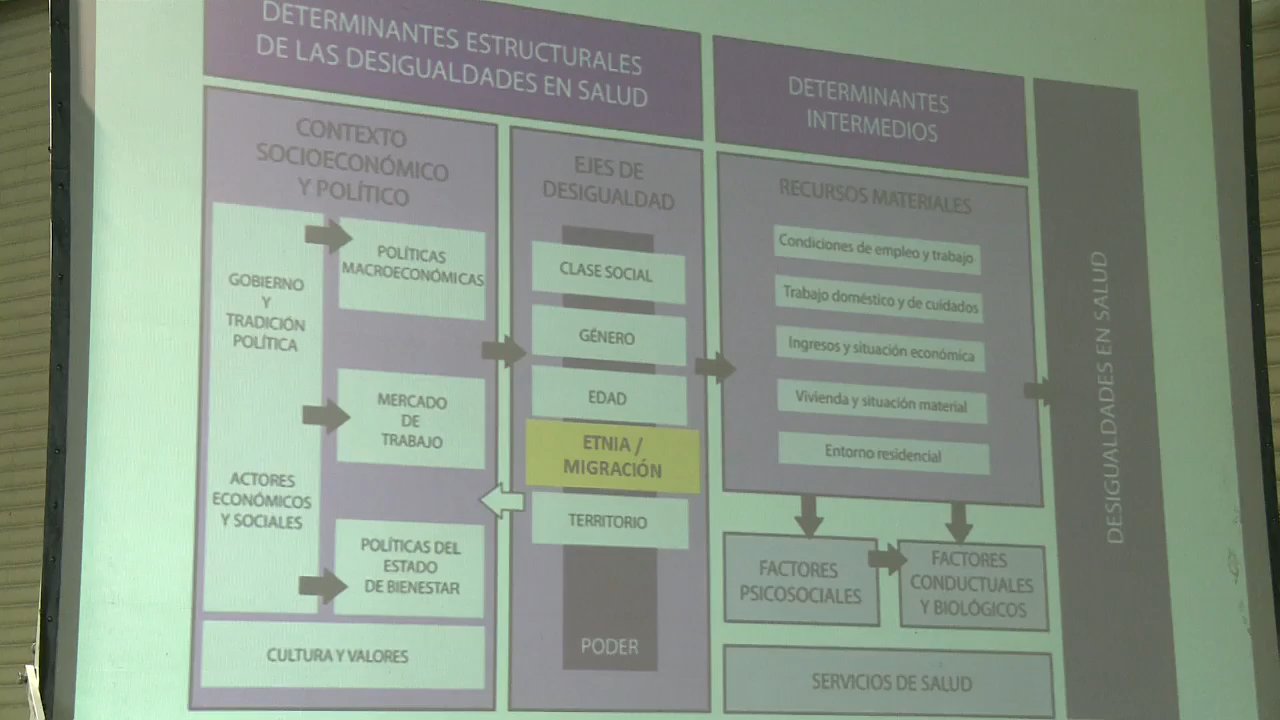 DETERMINANTES ESTRUCTURALES
DE LAS DESIGUALDADES EN SALUD
CONTEXTO
SOCIOECONÓMICO
Y POLÍTICO
GOBIERNO
Y
TRADICIÓN
POLÍTICA
ACTORES
ECONÓMICOS
Y SOCIALES
POLÍTICAS
MACROECONÓMICAS
MERCADO
DE
TRABAJO
POLÍTICAS DEL
ESTADO
DE BIENESTAR
CULTURA Y VALORES
EJES DE
DESIGUALDAD
CLASE SOCIAL
GÉNERO
EDAD
ETNIA /
MIGRACIÓN
TERRITORIO
PODER
DETERMINANTES
INTERMEDIOS
RECURSOS MATERIALES
Condiciones de empleo y trabajo
Trabajo doméstico y de cuidados
Ingresos y situación económica
Vivienda y situación material
Entorno residencial
FACTORES
PSICOSOCIALES
FACTORES
CONDUCTUALES
Y BIOLÓGICOS
SERVICIOS DE SALUD
DESIGUALDADES EN SALUD